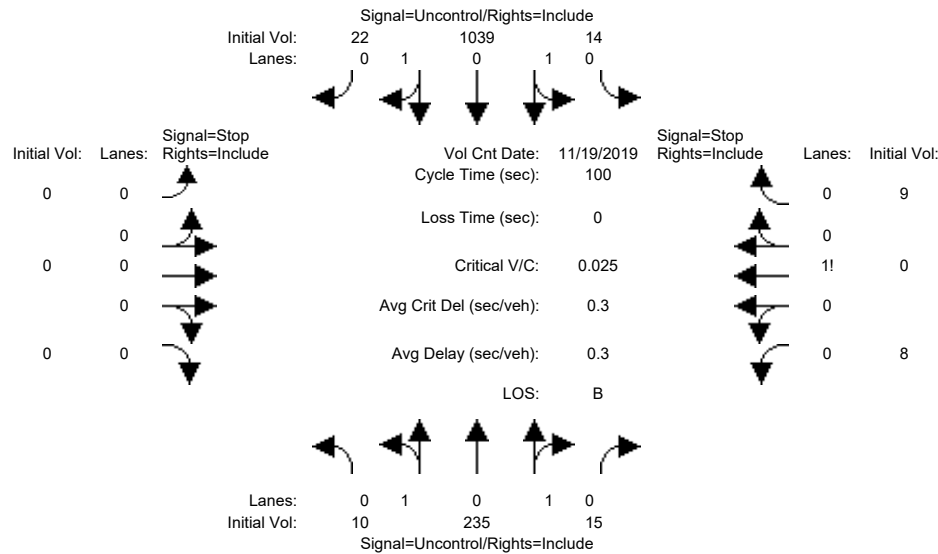 Signal=Uncontrol/Rights=Include
Initial Vol: 22 1039 14
Lanes: 0 1 0 1 0
Signal=Stop Signal=Stop
Initial Vol: Lanes: Rights=Include Vol Cnt Date: 11/19/2019 Rights=Include Lanes: Initial Vol:
Cycle Time (sec): 100
0 0 0 9
Loss Time (sec): 0
0 0
0 0 Critical V/C: 0.025 1! 0
0 Avg Crit Del (sec/veh): 0.3 0
0 0 Avg Delay (sec/veh): 0.3 0 8
LOS: B
Lanes: 0 1 0 1 0
Initial Vol: 10 235 15
Signal=Uncontrol/Rights=Include